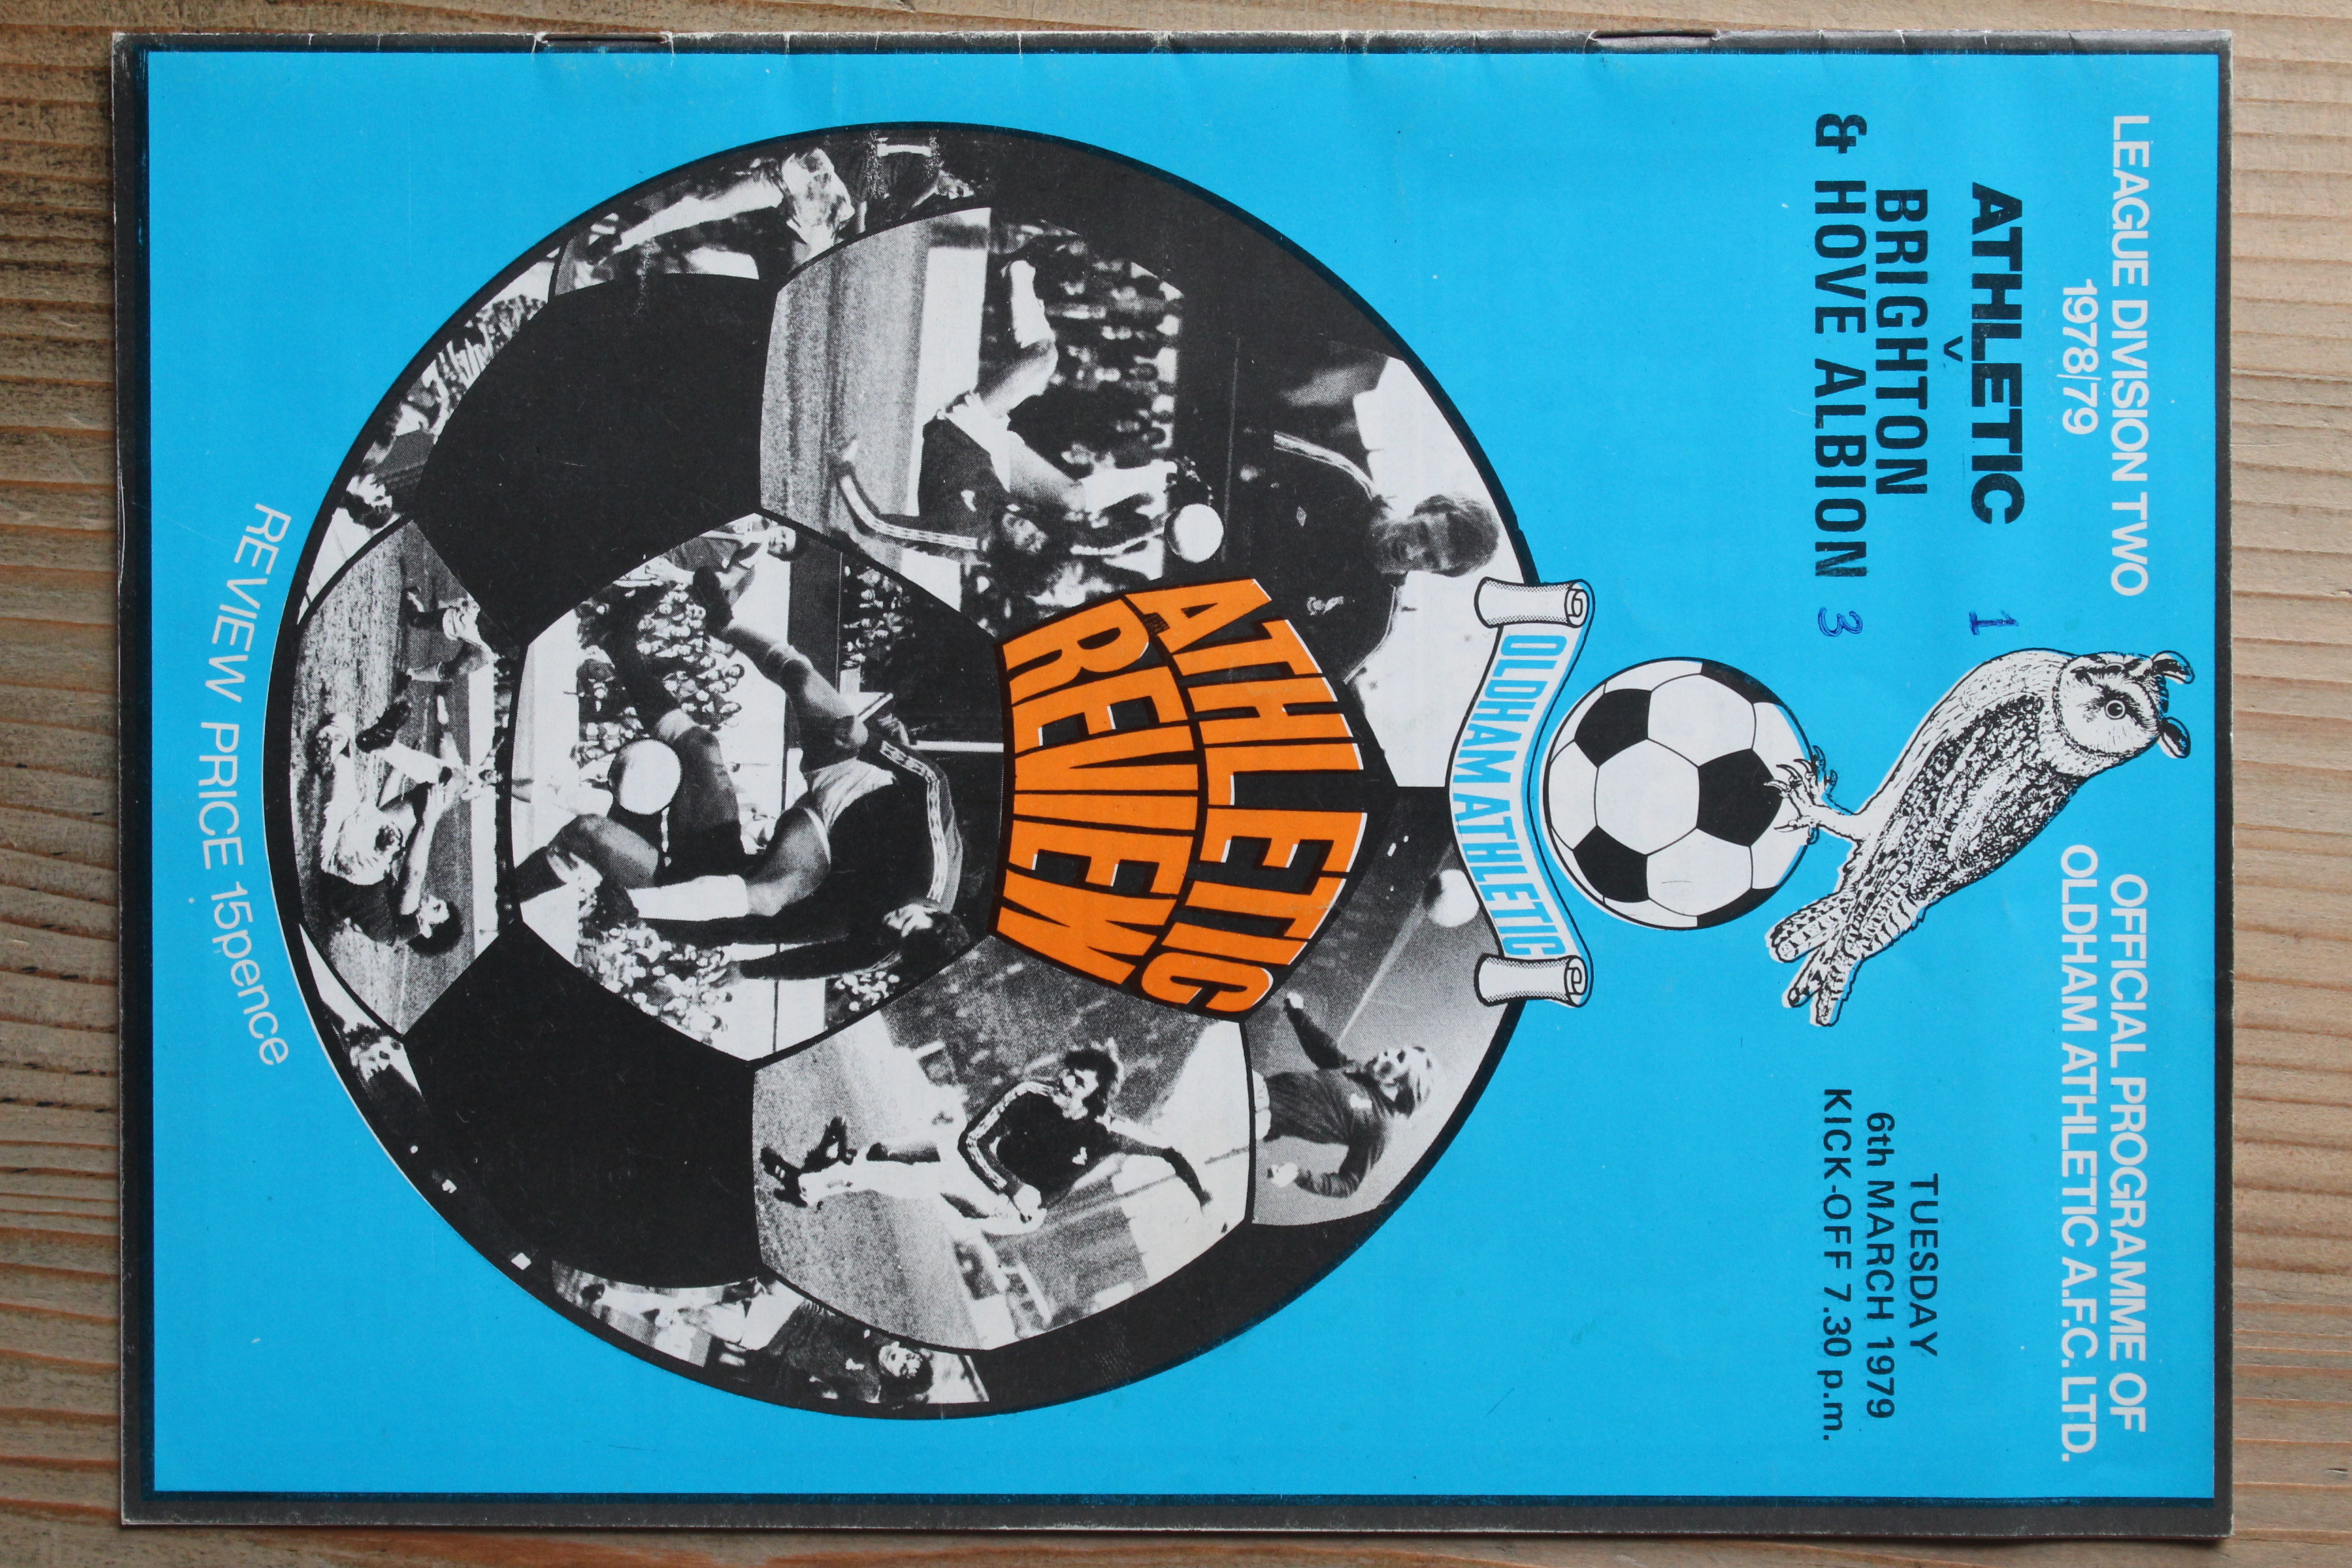 LEAGUE DIVISION TWO
1978/79
OFFICIAL PROGRAMME OF
OLDHAM ATHLETIC A.F.C. LTD.
ATHLETIC 1
v
BRIGHTON
& HOVE ALBION 3
TUESDAY
6th MARCH 1979
KICK-OFF 7.30 p.m.
OLDHAM ATHLETIC
ATHLETIC
REVIEW
REVIEW PRICE 15pence